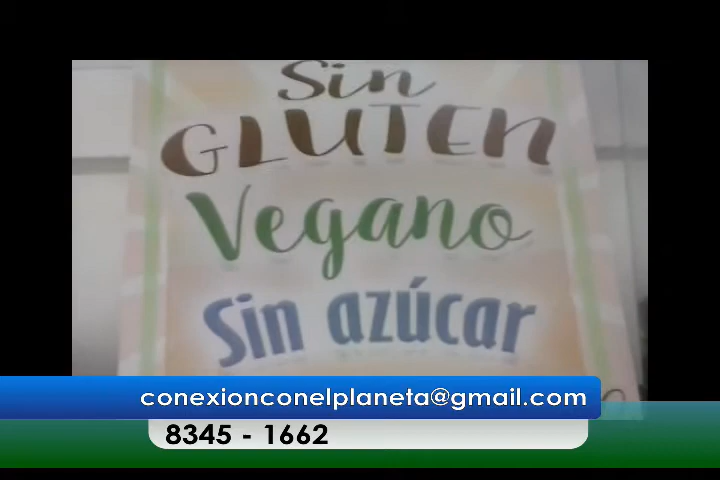 Sin
GLUTEN
Vegano
Sin azúcar
conexionconelplaneta@gmail.com
8345 - 1662